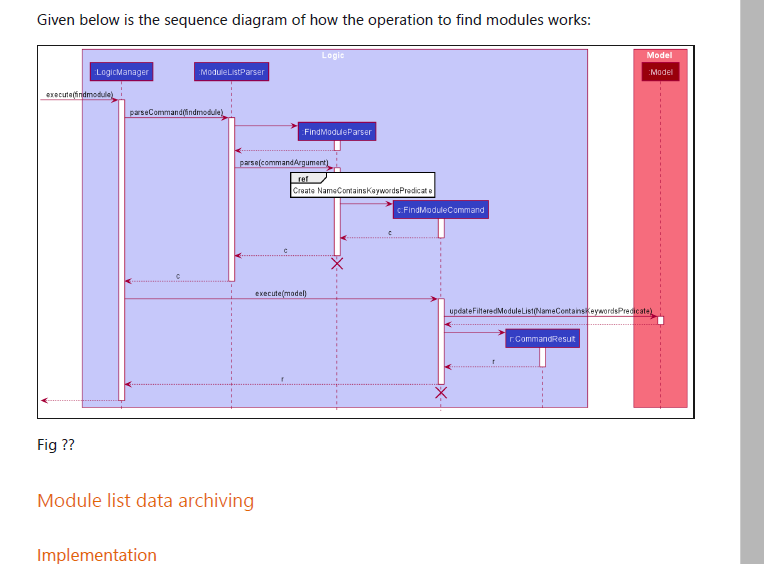 Given below is the sequence diagram of how the operation to find modules works:
Logic
Model
:LogicManager
:ModuleListParser
:Model
execute(findmodule)
parseCommand(findmodule)
:FindModuleParser
parse(commandArgument)
ref
Create NameContainsKeywordsPredicate
c:FindModuleCommand
c
c
c
execute(model)
updateFilteredModuleList(NameContainsKeywordsPredicate)
r:CommandResult
r
r
Fig ??
Module list data archiving
Implementation